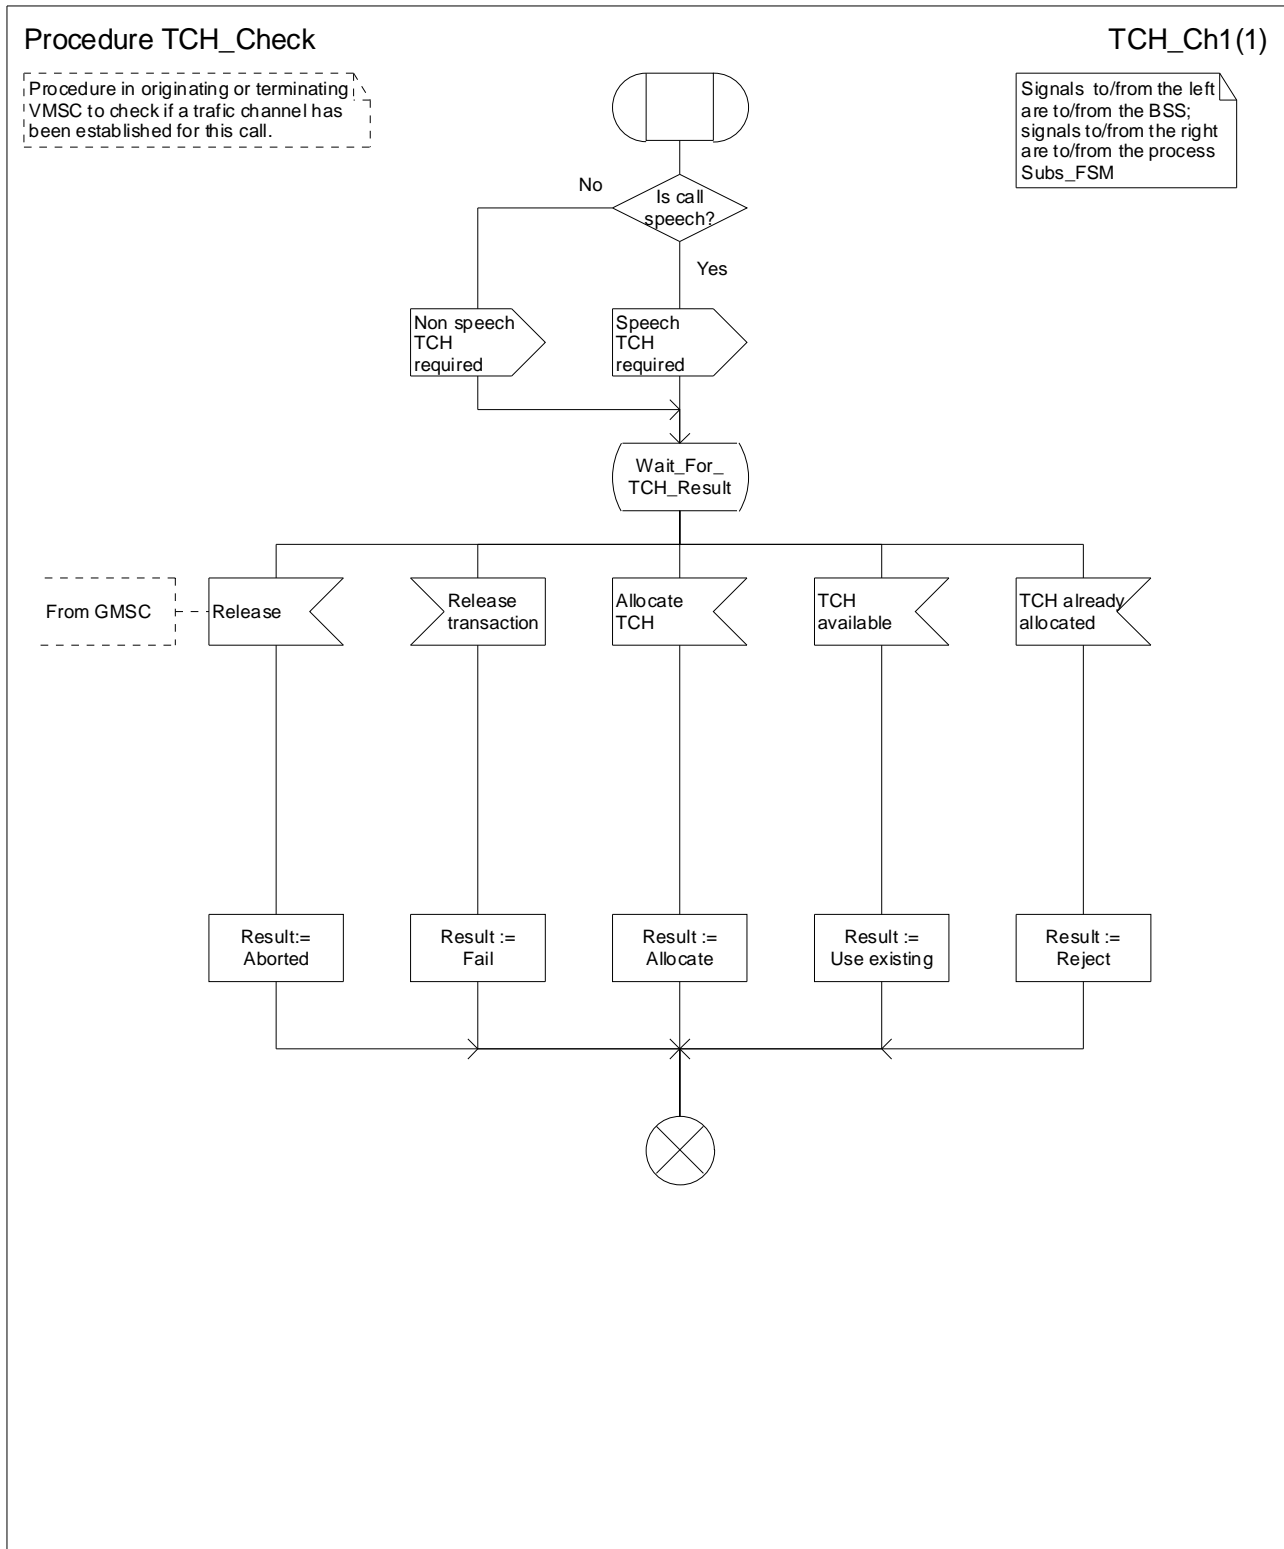 Procedure TCH_Check
TCH_Ch1(1)
Procedure in originating or terminating
VMSC to check if a trafic channel has
been established for this call.
Signals to/from the left
are to/from the BSS;
signals to/from the right
are to/from the process
Subs_FSM
No
Is call
speech?
Yes
Non speech
TCH
required
Speech
TCH
required
Wait_For_
TCH_Result
From GMSC
Release
Release
transaction
Allocate
TCH
TCH
available
TCH already
allocated
Result:=
Aborted
Result :=
Fail
Result :=
Allocate
Result :=
Use existing
Result :=
Reject